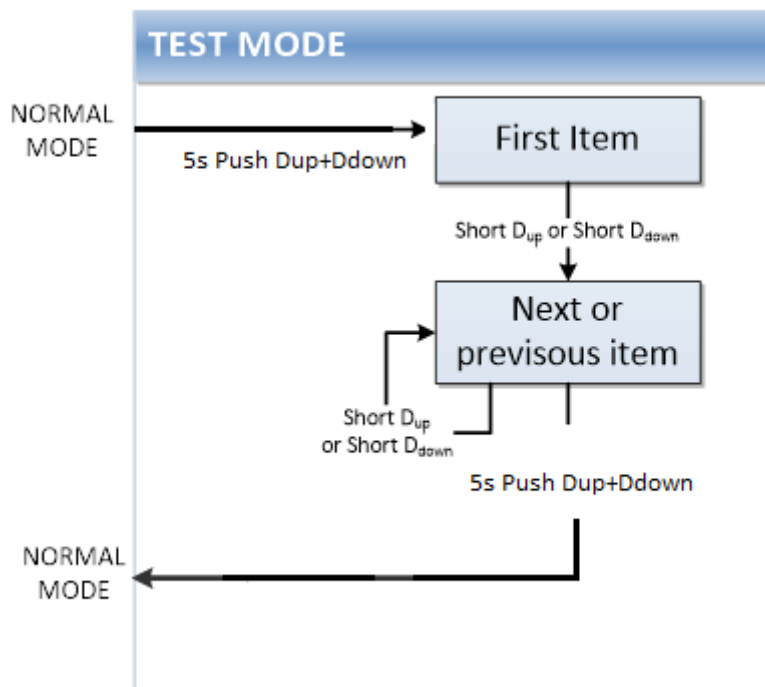 TEST MODE
NORMAL
MODE
5s Push Dup+Ddown
First Item
Short Dup or Short Ddown
Next or
previsous item
Short Dup
or Short Ddown
5s Push Dup+Ddown
NORMAL
MODE